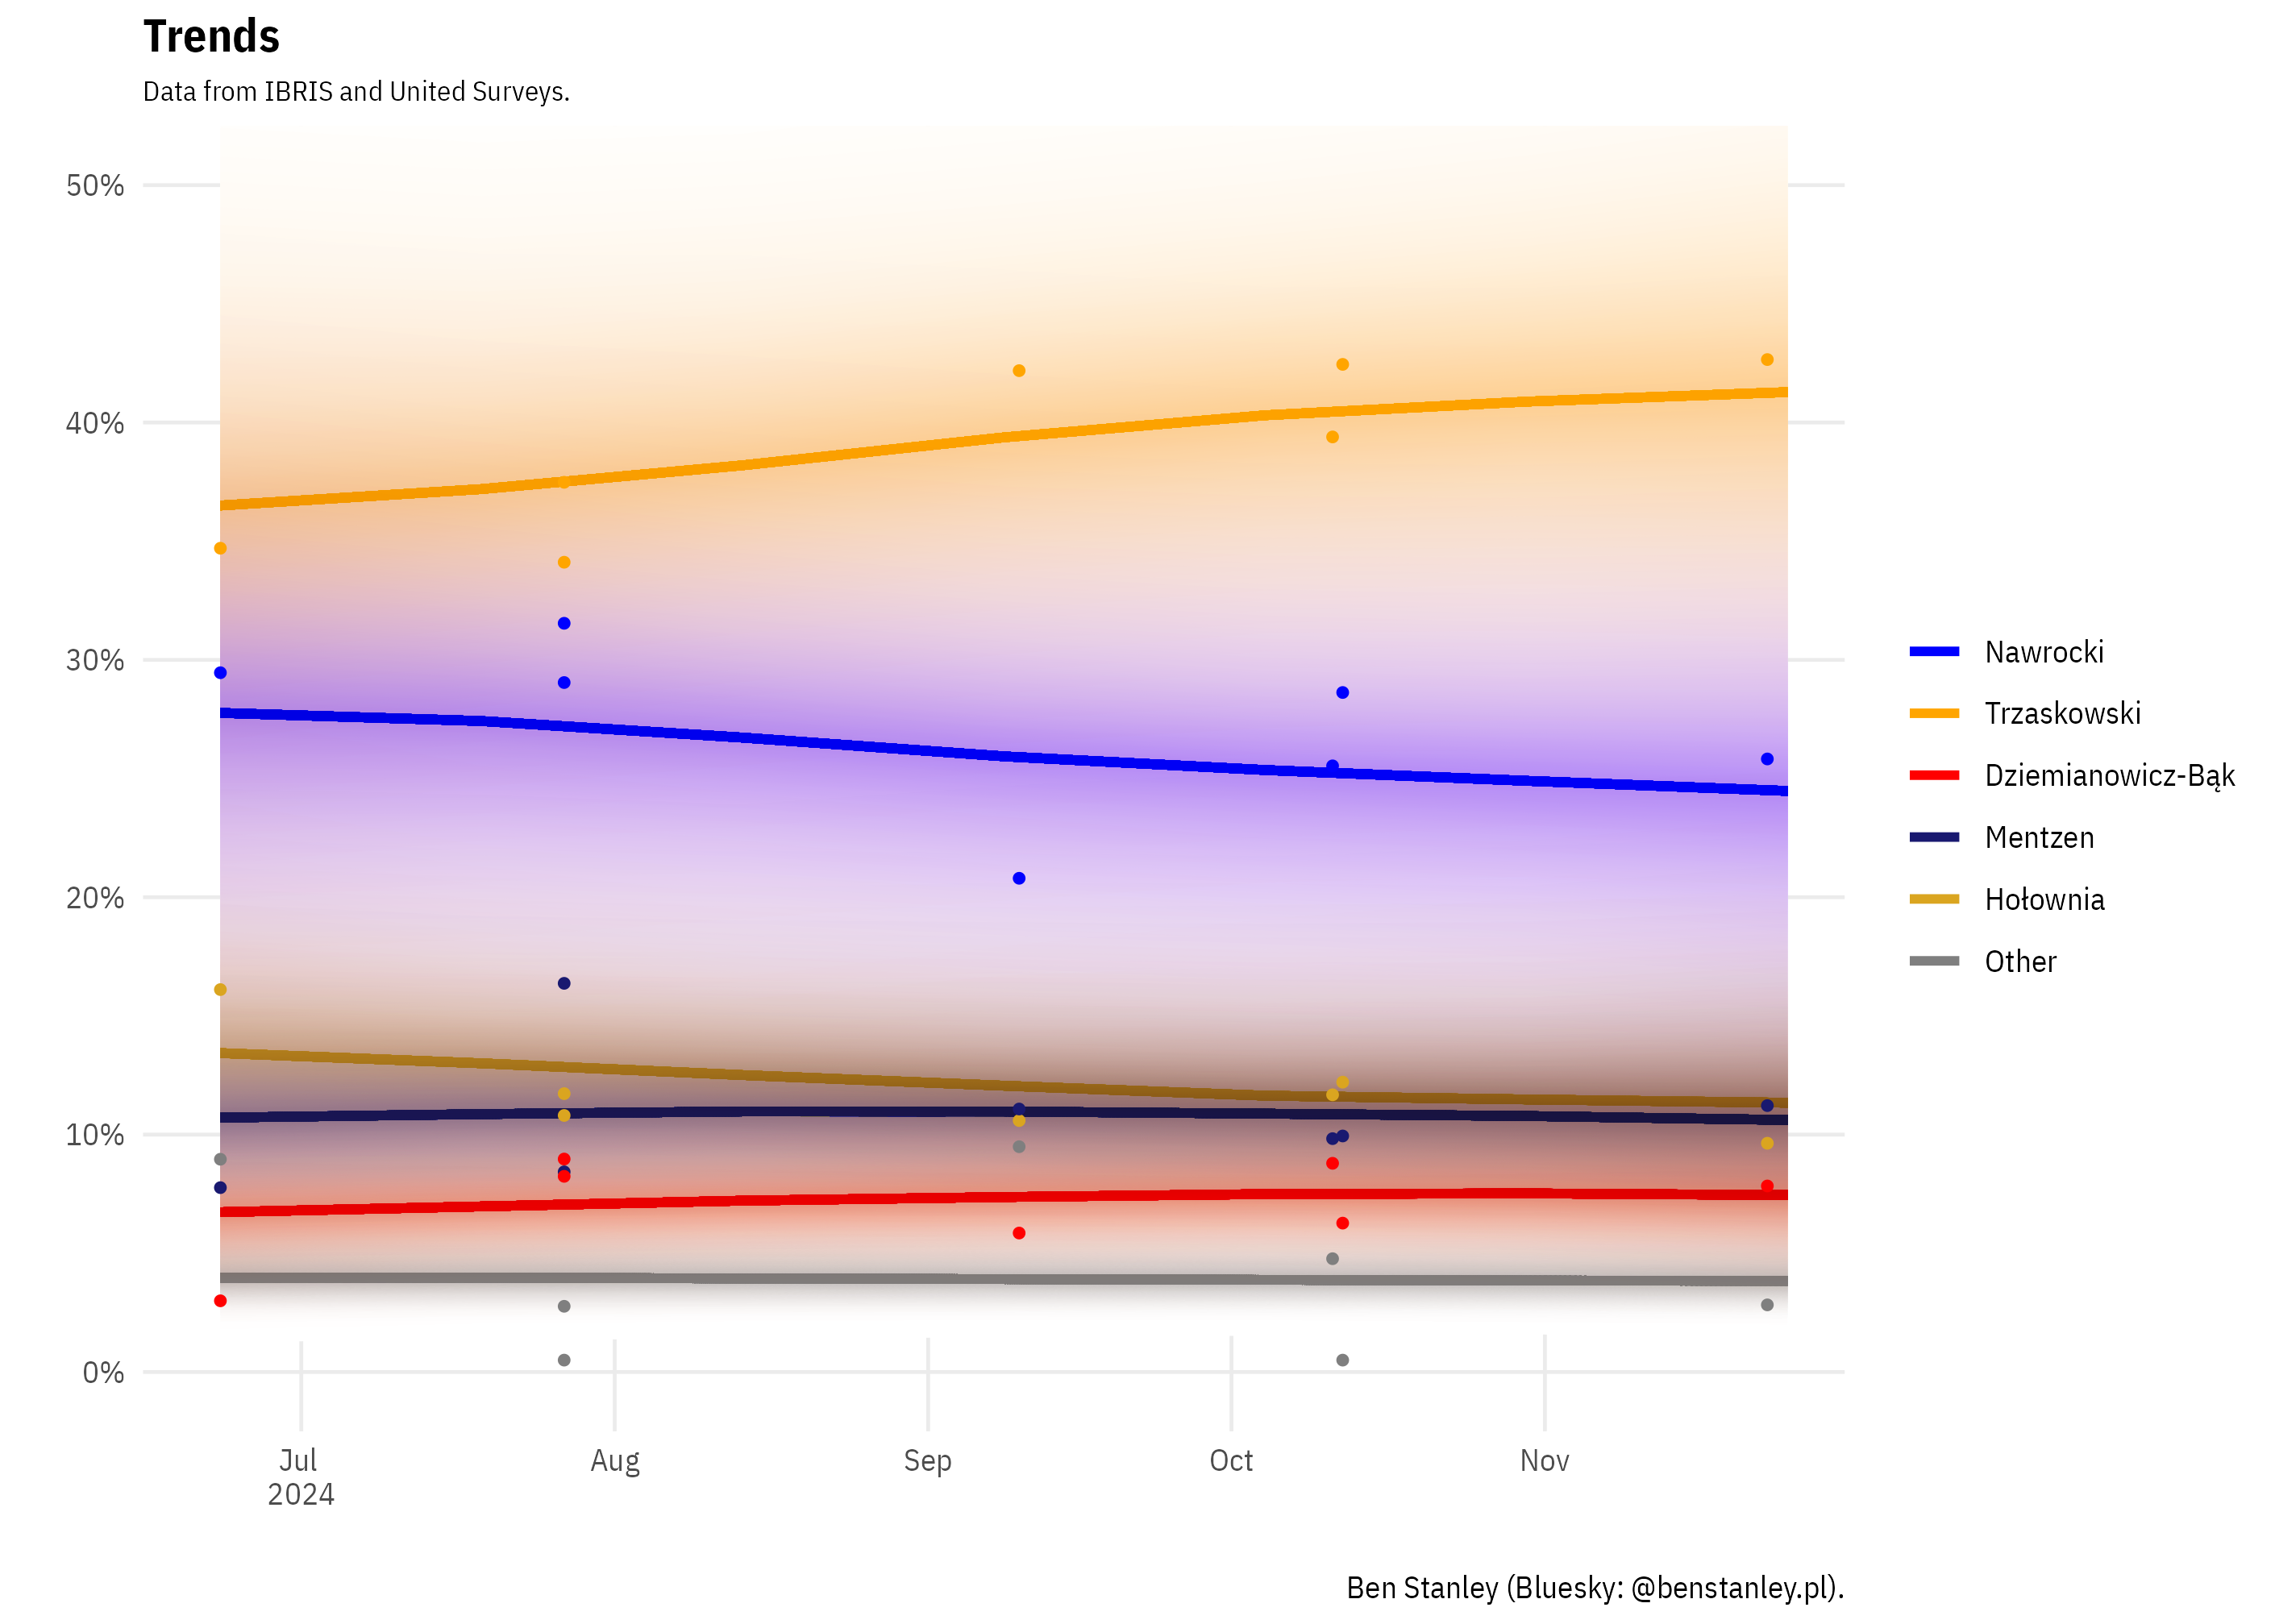 Trends
Data from IBRIS and United Surveys.
50%
40%
30%
20%
10%
0%
Jul
2024
Aug
Sep
Oct
Nov
Nawrocki
Trzaskowski
Dziemianowicz-Bąk
Mentzen
Hołownia
Other
Ben Stanley (Bluesky: @benstanley.pl).